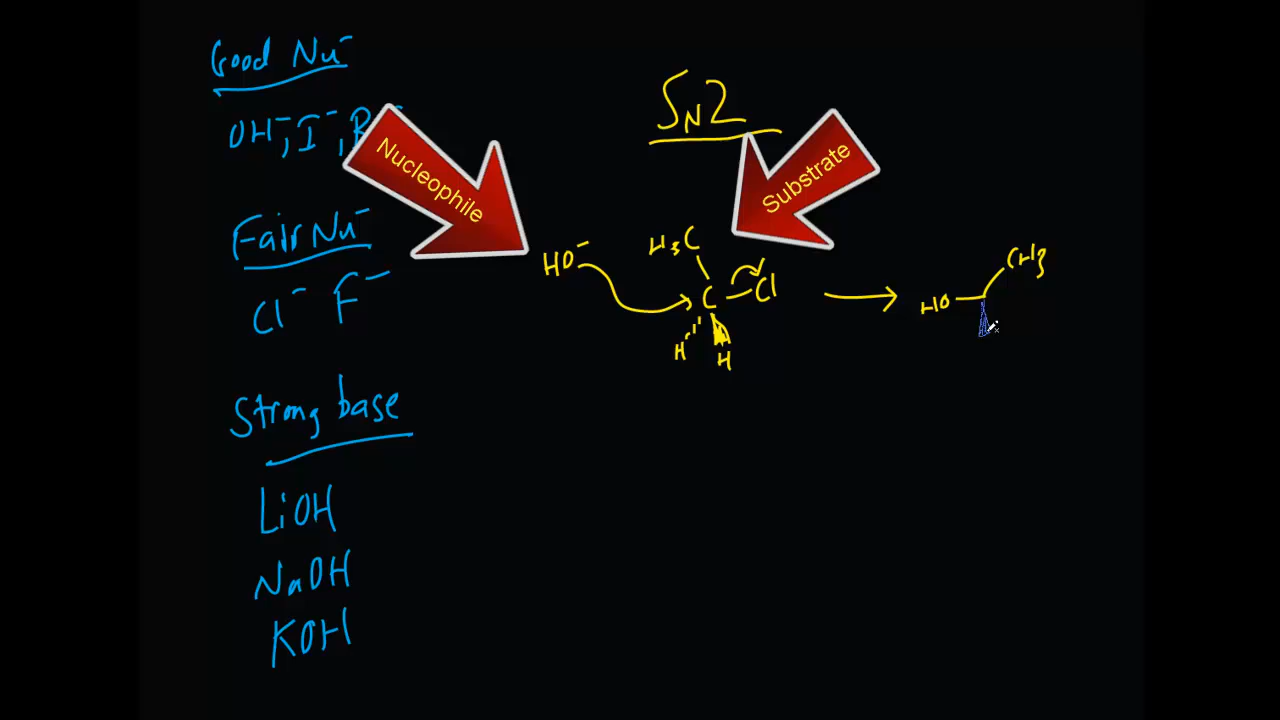 Good Nu⁻
OH⁻, I⁻,
Fair Nu⁻
Cl⁻ F⁻
Strong base
LiOH
NaOH
KOH
SN2
Nucleophile
Substrate
HO⁻
H₃C
C
Cl
H
H
HO
CH₃